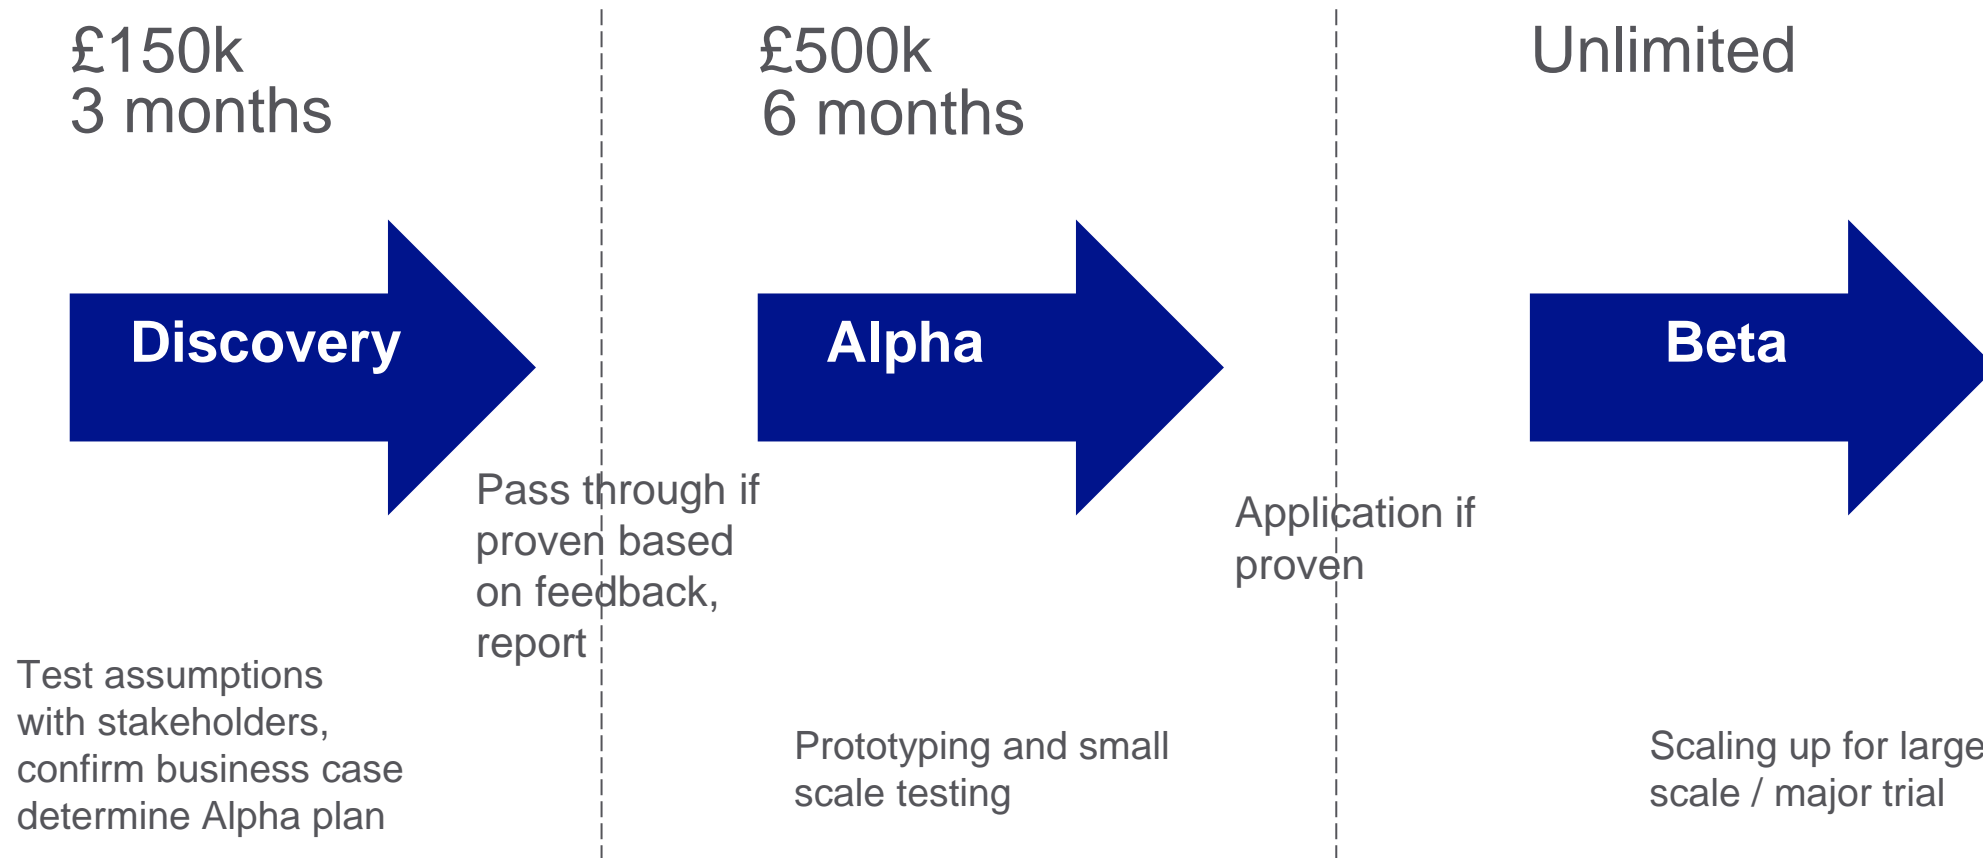 £150k
3 months
£500k
6 months
Unlimited
Discovery
Alpha
Beta
Pass through if
proven based
on feedback,
report
Application if
proven
Test assumptions
with stakeholders,
confirm business case
determine Alpha plan
Prototyping and small
scale testing
Scaling up for large
scale / major trial